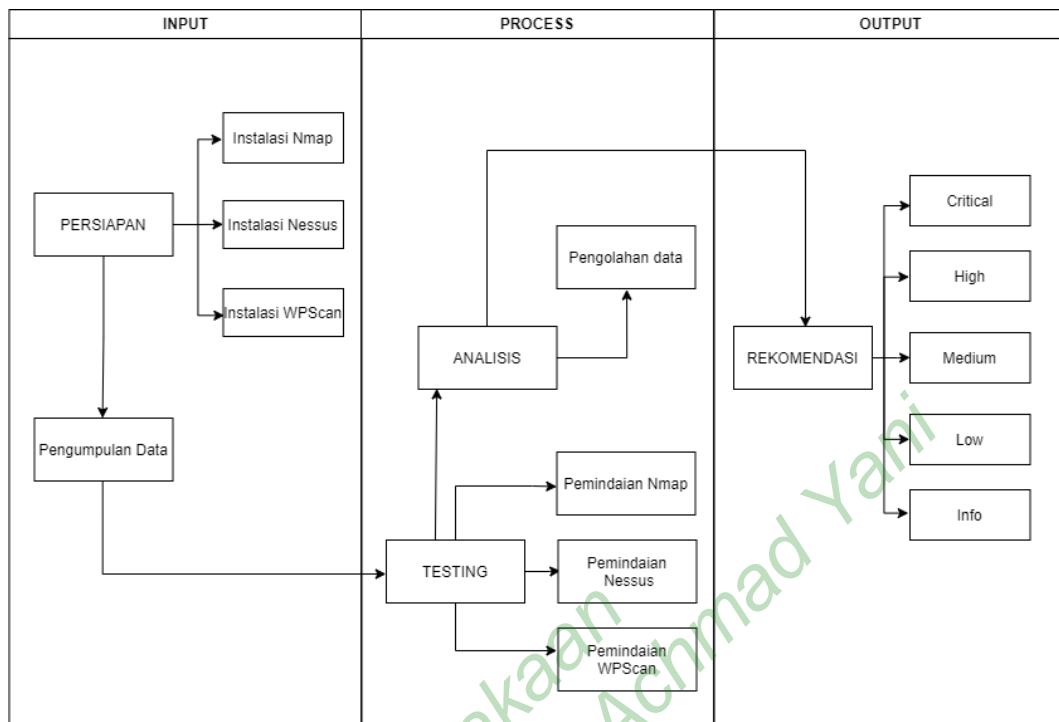 INPUT
PROCESS
OUTPUT
Instalasi Nmap
PERSIAPAN
Instalasi Nessus
Instalasi WPScan
Pengumpulan Data
Pengolahan data
ANALISIS
Pemindaian Nmap
TESTING
Pemindaian
Nessus
Pemindaian
WPScan
REKOMENDASI
Critical
High
Medium
Low
Info
Achmad Yani